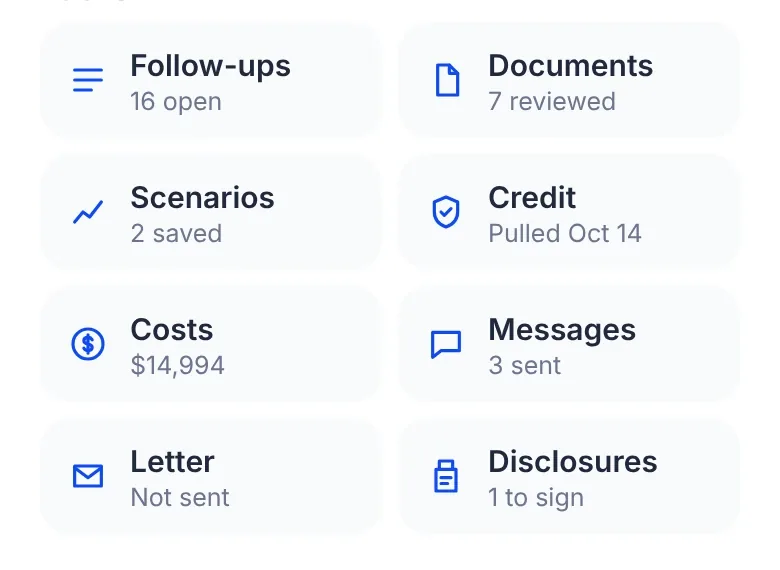 Follow-ups
16 open
Documents
7 reviewed
Scenarios
2 saved
Credit
Pulled Oct 14
Costs
$14,994
Messages
3 sent
Letter
Not sent
Disclosures
1 to sign